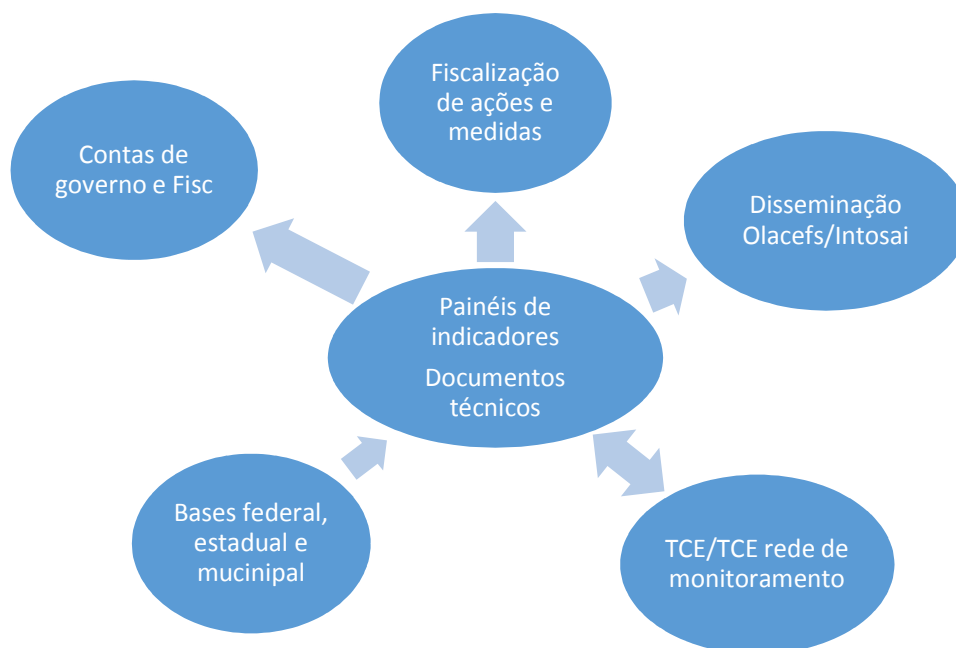 Fiscalização
de ações e
medidas
Contas de
governo e Fisc
Disseminação
Olacefs/Intosai
Painéis de
indicadores
Documentos
técnicos
Bases federal,
estadual e
mucinipal
TCE/TCE rede de
monitoramento